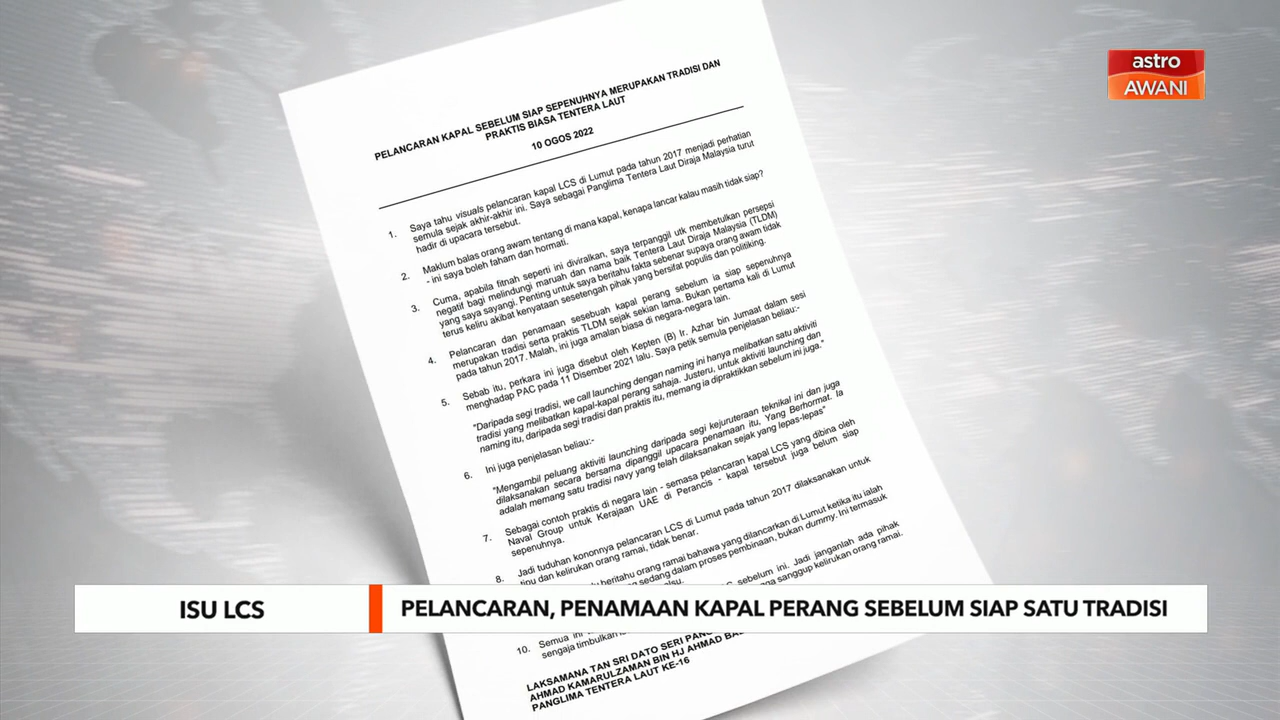 astro
AWANI
PELANCARAN KAPAL SEBELUM SIAP SEPENUHNYA MERUPAKAN TRADISI DAN
PRAKTIS BIASA TENTERA LAUT
10 OGOS 2022
1. Saya tahu visuals pelancaran kapal LCS di Lumut pada tahun 2017 menjadi perhatian
semula sejak akhir-akhir ini. Saya sebagai Panglima Tentera Laut Diraja Malaysia turut
hadir di upacara tersebut.
2. Maklum balas orang awam tentang di mana kapal, kenapa lancar kalau masih tidak siap?
- ini saya boleh faham dan hormati.
3. Cuma, apabila fitnah seperti ini diviralkan, saya terpanggil utk membetulkan persepsi
negatif bagi melindungi maruah dan nama baik Tentera Laut Diraja Malaysia (TLDM)
yang saya sayangi. Penting untuk saya beritahu fakta sebenar supaya orang awam tidak
terus keliru akibat kenyataan sesetengah pihak yang bersifat populis dan politiking.
4. Pelancaran dan penamaan sesebuah kapal perang sebelum ia siap sepenuhnya
merupakan tradisi serta praktis TLDM sejak sekian lama. Bukan pertama kali di Lumut
pada tahun 2017. Malah, ini juga amalan biasa di negara-negara lain.
5. Sebab itu, perkara ini juga disebut oleh Kepten (B) Ir. Azhar bin Jumaat dalam sesi
menghadap PAC pada 11 Disember 2021 lalu. Saya petik semula penjelasan beliau:-
"Daripada segi tradisi, we call launching dengan naming ini hanya melibatkan satu aktiviti
tradisi yang melibatkan kapal-kapal perang sahaja. Justeru, untuk aktiviti launching dan
naming itu, daripada segi tradisi dan praktis itu, memang ia dipraktikkan sebelum ini juga."
6. Ini juga penjelasan beliau:-
"Mengambil peluang aktiviti launching daripada segi kejuruteraan teknikal ini dan juga
dilaksanakan secara bersama dipanggil upacara penamaan itu, Yang Berhormat. Ia
adalah memang satu tradisi navy yang telah dilaksanakan sejak yang lepas-lepas"
7. Sebagai contoh praktis di negara lain - semasa pelancaran kapal LCS yang dibina oleh
Naval Group untuk Kerajaan UAE di Perancis - kapal tersebut juga belum siap
sepenuhnya.
8. Jadi tuduhan kononnya pelancaran LCS di Lumut pada tahun 2017 dilaksanakan untuk
tipu dan kelirukan orang ramai, tidak benar.
beritahu orang ramai bahawa yang dilancarkan di Lumut ketika itu ialah
sedang dalam proses pembinaan, bukan dummy. Ini termasuk
sebelum ini. Jadi janganlah ada pihak
sanggup kelirukan orang ramai.
10. Semua ini
sengaja timbulkan
LAKSAMANA TAN SRI DATO SERI
AHMAD KAMARULZAMAN BIN HJ AHMAD
PANGLIMA TENTERA LAUT KE-16
ISU LCS
PELANCARAN, PENAMAAN KAPAL PERANG SEBELUM SIAP SATU TRADISI